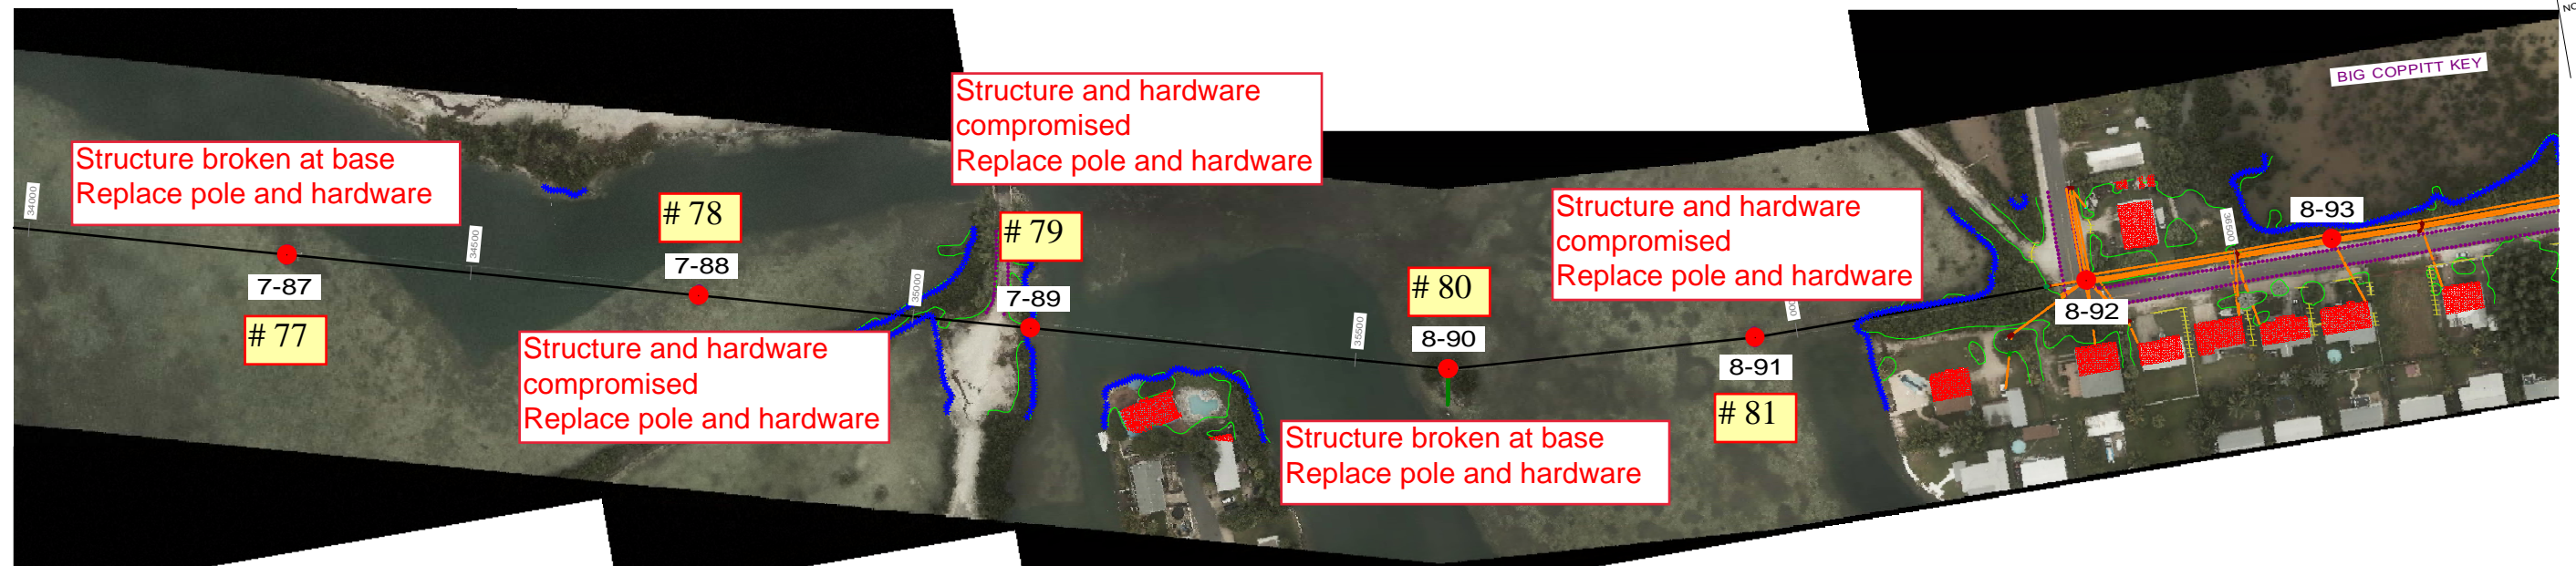 NO
BIG COPPITT KEY
Structure and hardware
compromised
Replace pole and hardware
Structure broken at base
Replace pole and hardware
# 78
7-88
# 79
7-89
Structure and hardware
compromised
Replace pole and hardware
8-93
34000
34500
35000
35500
36500
7-87
# 77
Structure and hardware
compromised
Replace pole and hardware
# 80
8-90
8-91
# 81
8-92
Structure broken at base
Replace pole and hardware